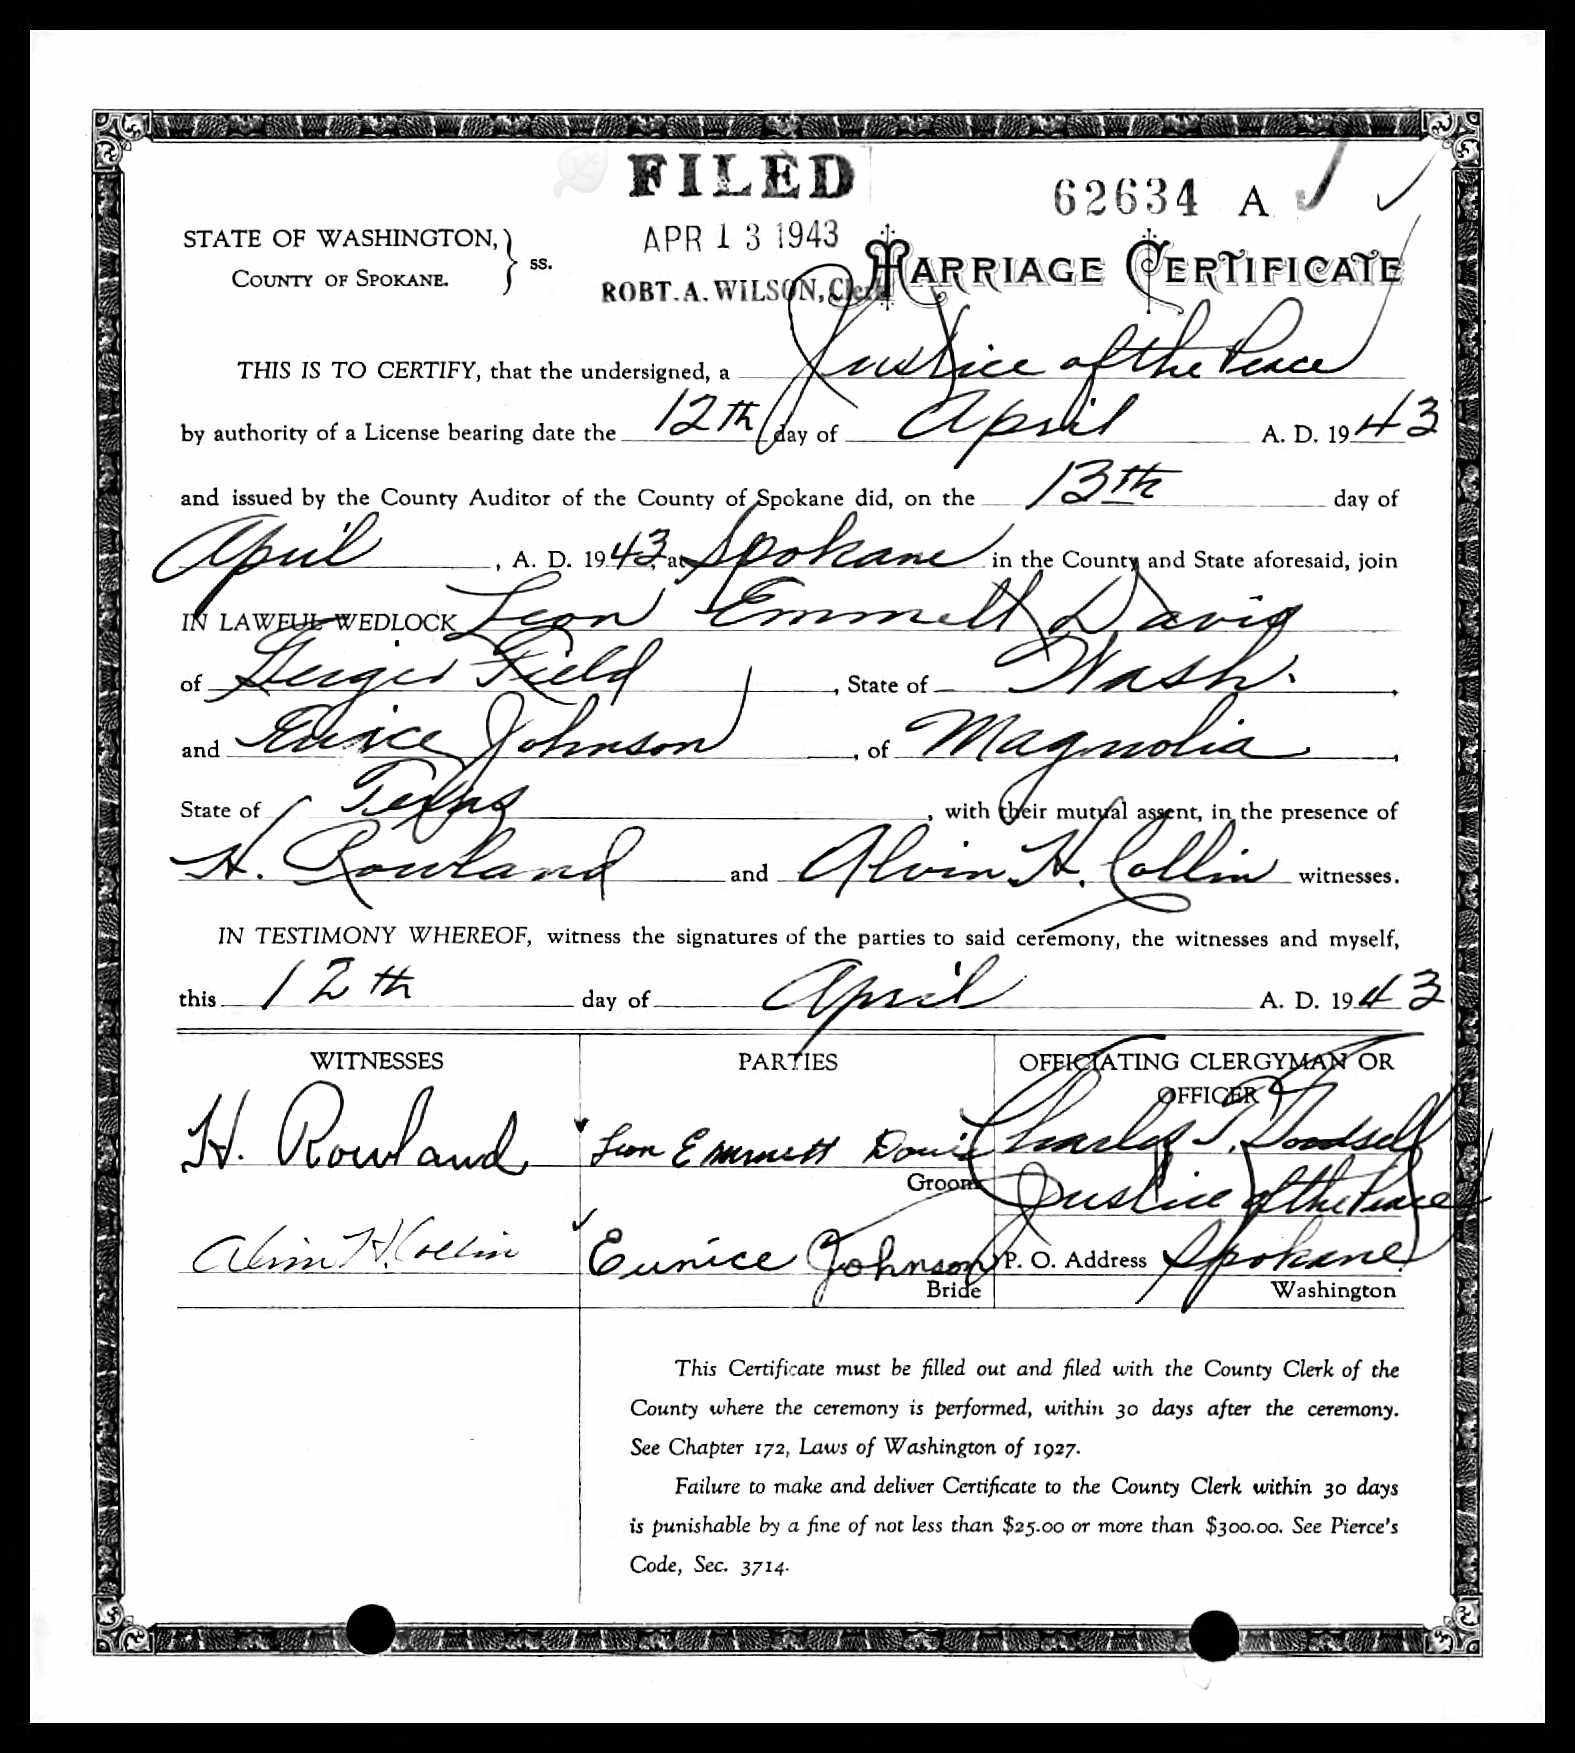 FILED
62634 A
STATE OF WASHINGTON,
COUNTY OF SPOKANE. } ss.
APR 13 1943
ROBT. A. WILSON, Clerk
MARRIAGE CERTIFICATE
THIS IS TO CERTIFY, that the undersigned, a Justice of the Peace
by authority of a License bearing date the 12th day of April A. D. 1943
and issued by the County Auditor of the County of Spokane did, on the 13th day of
April, A. D. 1943, at Spokane in the County and State aforesaid, join
IN LAWFUL WEDLOCK Leon Emmett Davis
of Geiger Field, State of Wash.
and Eunice Johnson, of Magnolia,
State of Texas, with their mutual assent, in the presence of
H. Rowland and Alvin H. Collin witnesses.
IN TESTIMONY WHEREOF, witness the signatures of the parties to said ceremony, the witnesses and myself,
this 12th day of April A. D. 1943
WITNESSES PARTIES OFFICIATING CLERGYMAN OR
OFFICER
H. Rowland Leon Emmett Davis Charles T. Goodsell
Groom Justice of the Peace
Alvin H. Collin Eunice Johnson P. O. Address Spokane
Bride Washington
This Certificate must be filled out and filed with the County Clerk of the
County where the ceremony is performed, within 30 days after the ceremony.
See Chapter 172, Laws of Washington of 1927.
Failure to make and deliver Certificate to the County Clerk within 30 days
is punishable by a fine of not less than $25.00 or more than $300.00. See Pierce's
Code, Sec. 3714.